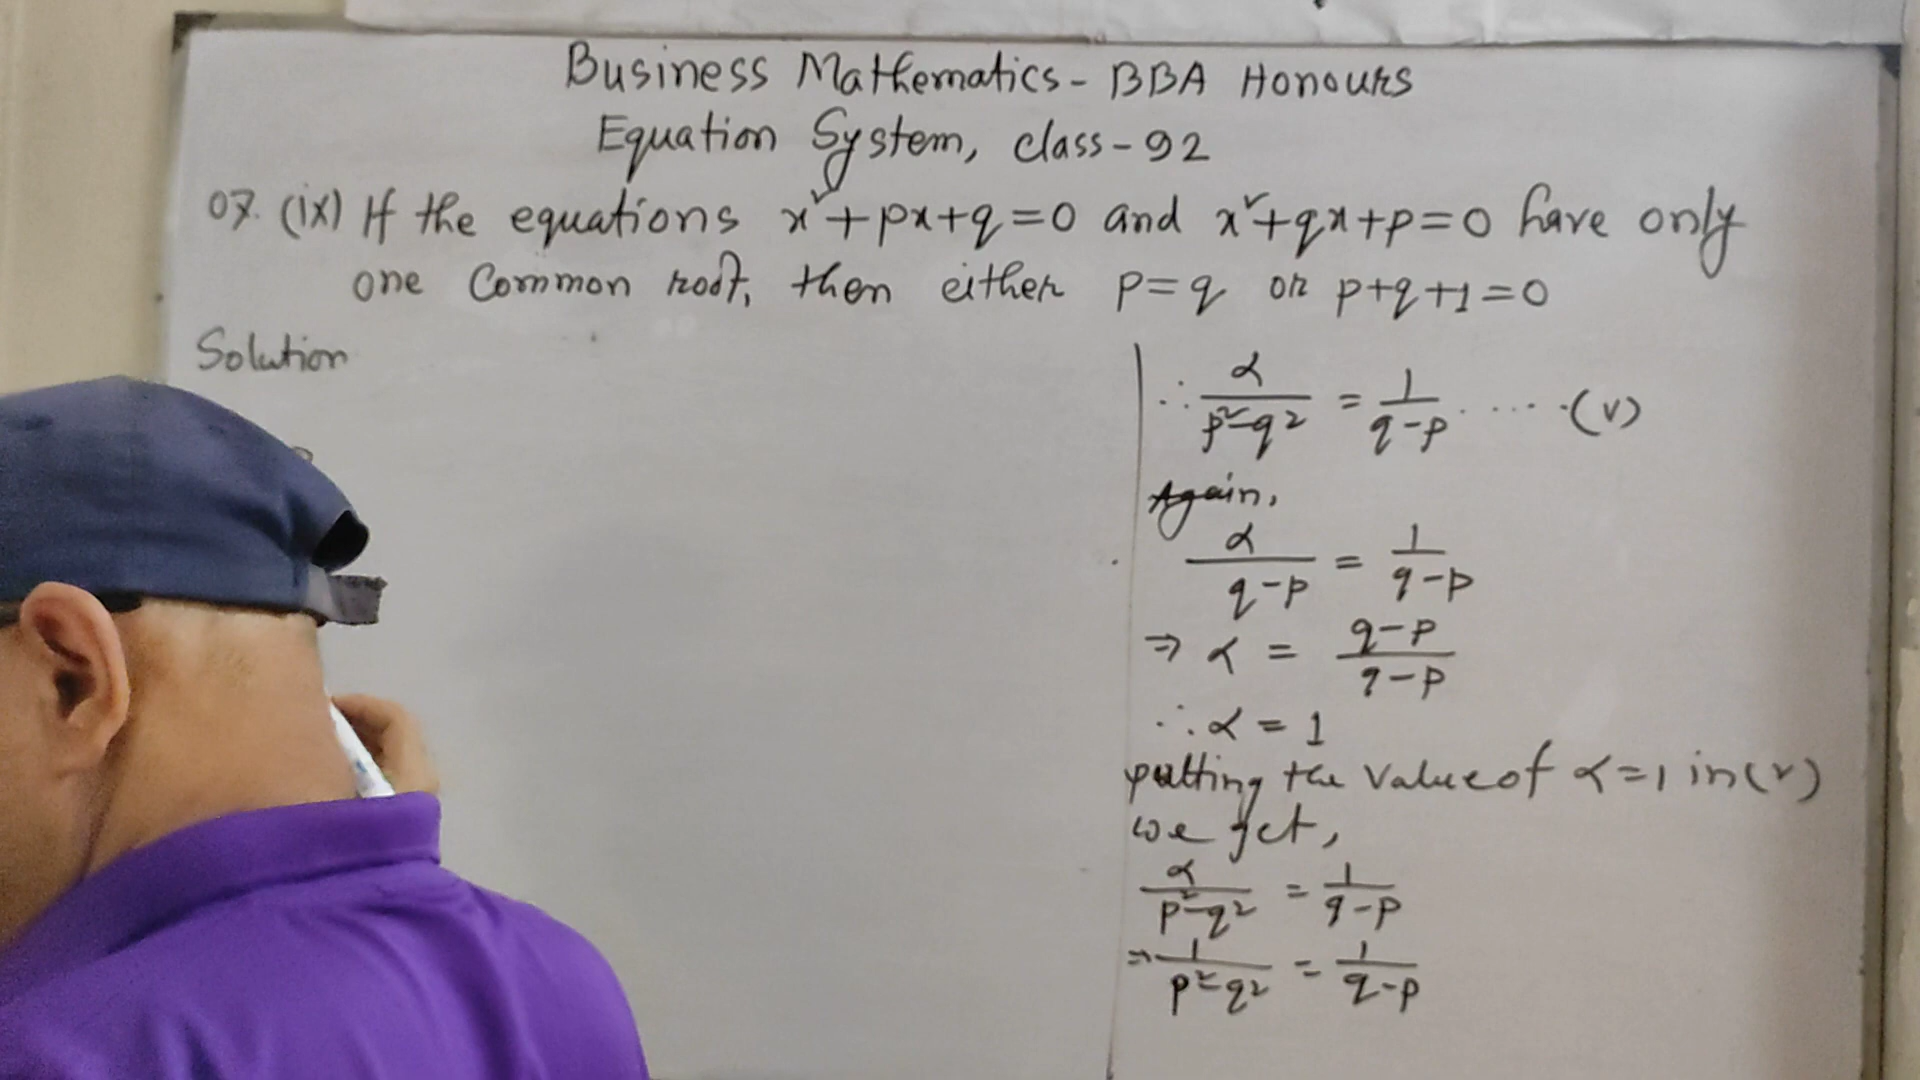 Business Mathematics - BBA Honours
Equation System, class - 92
07. (ix) If the equations x²+px+q=0 and x²+qx+p=0 have only
one Common root, then either p=q or p+q+1=0
Solution
∴ α/(p²-q²) = 1/(q-p) ...... (v)
Again,
α/(q-p) = 1/(q-p)
⇒ α = (q-p)/(q-p)
∴ α = 1
putting the value of α=1 in (v)
we get,
α/(p²-q²) = 1/(q-p)
⇒ 1/(p²-q²) = 1/(q-p)